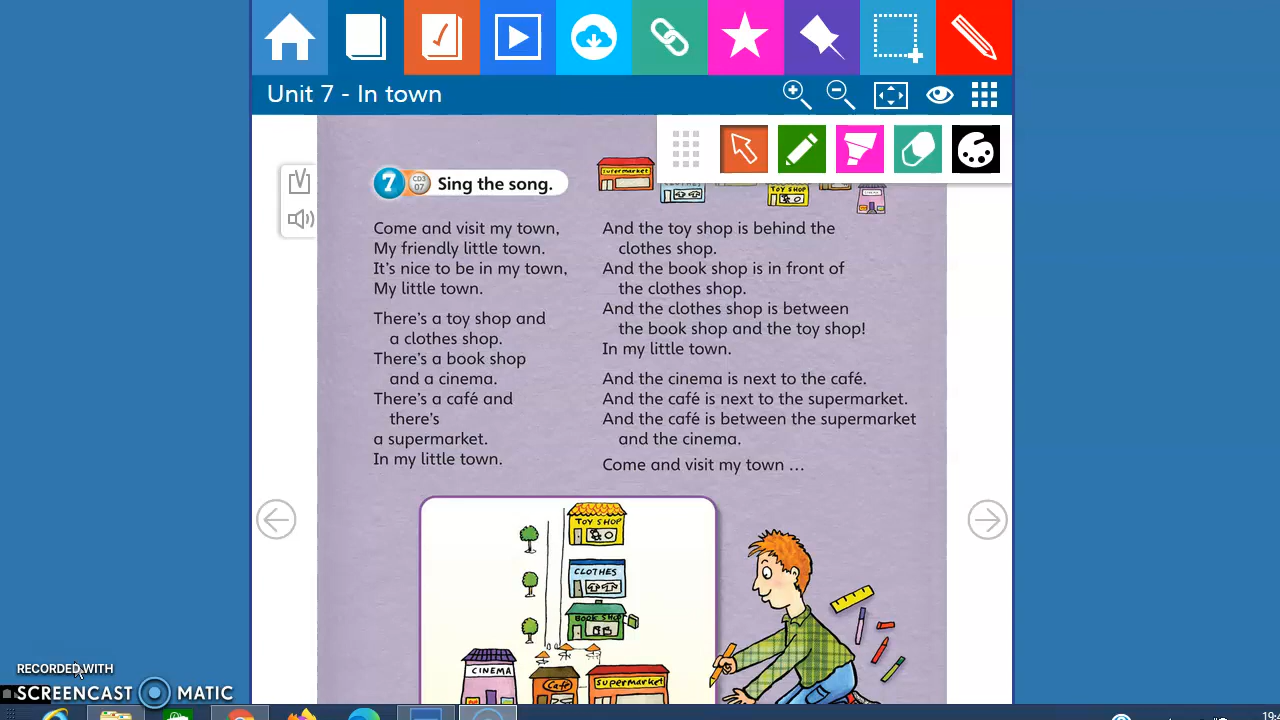 Unit 7 - In town
7 CD3 07 Sing the song.
SUPERMARKET
TOY SHOP
Come and visit my town,
My friendly little town.
It's nice to be in my town,
My little town.
There's a toy shop and
a clothes shop.
There's a book shop
and a cinema.
There's a café and
there's
a supermarket.
In my little town.
And the toy shop is behind the
clothes shop.
And the book shop is in front of
the clothes shop.
And the clothes shop is between
the book shop and the toy shop!
In my little town.
And the cinema is next to the café.
And the café is next to the supermarket.
And the café is between the supermarket
and the cinema.
Come and visit my town ...
TOY SHOP
CLOTHES
BOOK SHOP
CINEMA
Café
SUPERMARKET
RECORDED WITH
SCREENCAST MATIC